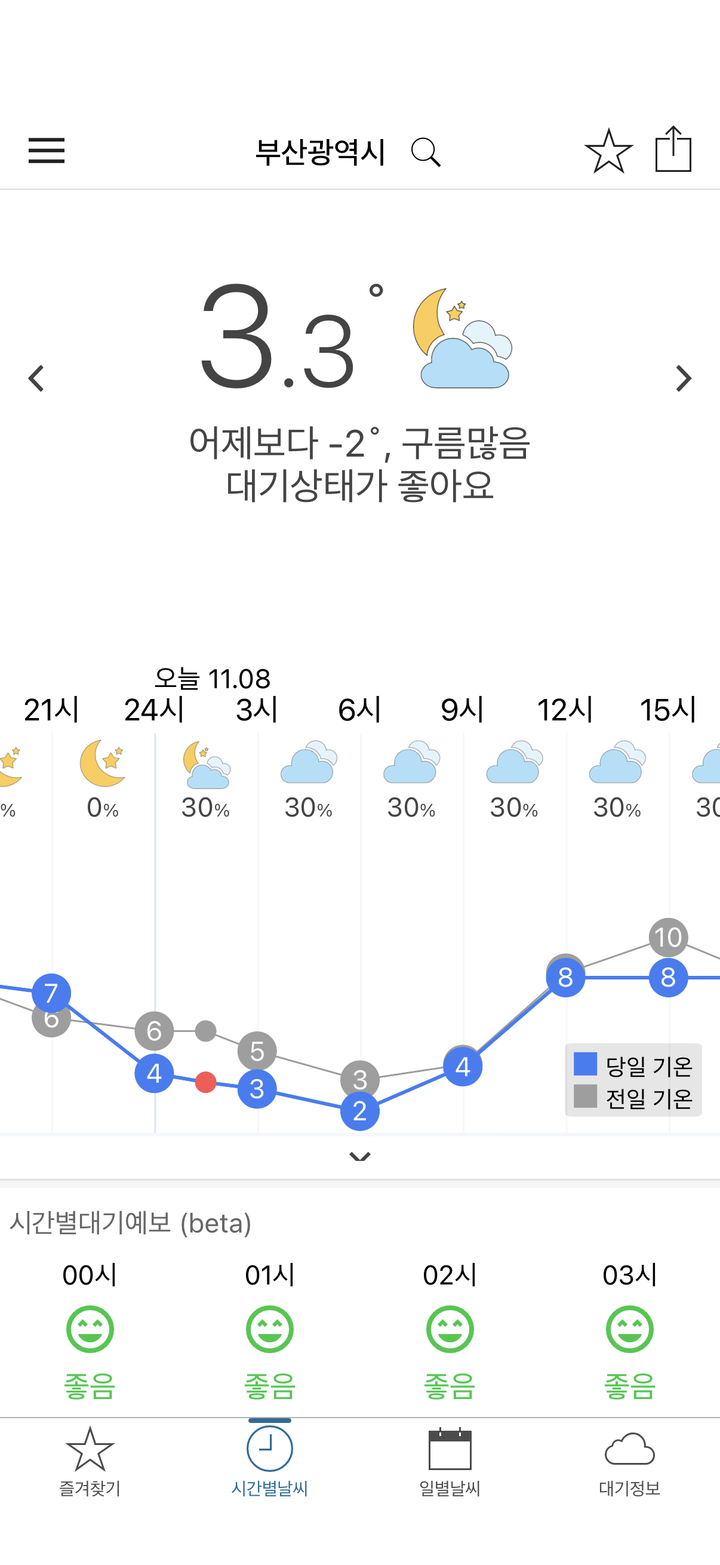 부산광역시
3.3°
어제보다 -2°, 구름많음
대기상태가 좋아요
오늘 11.08
21시 24시 3시 6시 9시 12시 15시
% 0% 30% 30% 30% 30% 30% 30
10
8 8
7 6
6 5 3 4
4 3 2
당일 기온
전일 기온
시간별대기예보 (beta)
00시 01시 02시 03시
좋음 좋음 좋음 좋음
즐겨찾기 시간별날씨 일별날씨 대기정보